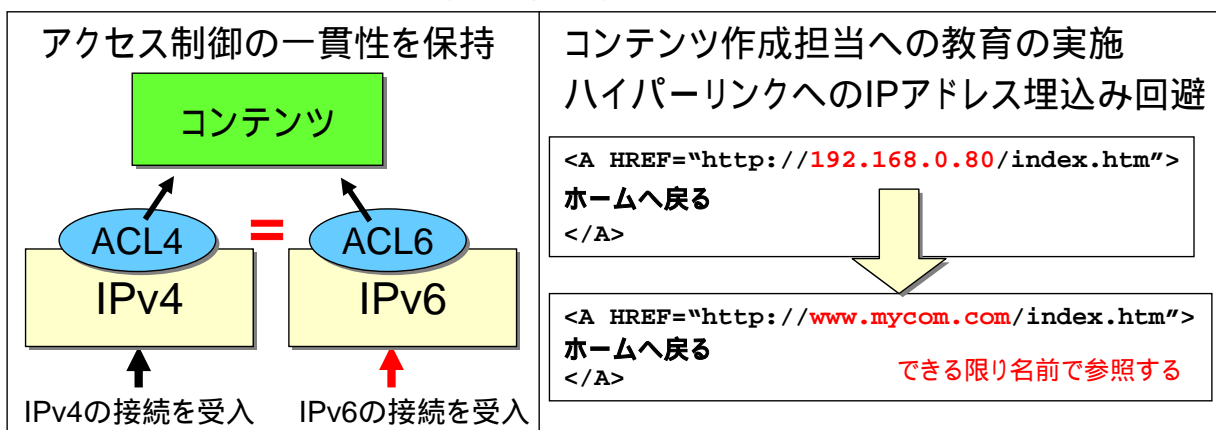 アクセス制御の一貫性を保持
コンテンツ
ACL4
=
ACL6
IPv4
IPv6
IPv4の接続を受入
IPv6の接続を受入
コンテンツ作成担当への教育の実施
ハイパーリンクへのIPアドレス埋込み回避
<A HREF=“http://192.168.0.80/index.htm”>
ホームへ戻る
</A>
<A HREF=“http://www.mycom.com/index.htm”>
ホームへ戻る
</A>
できる限り名前で参照する